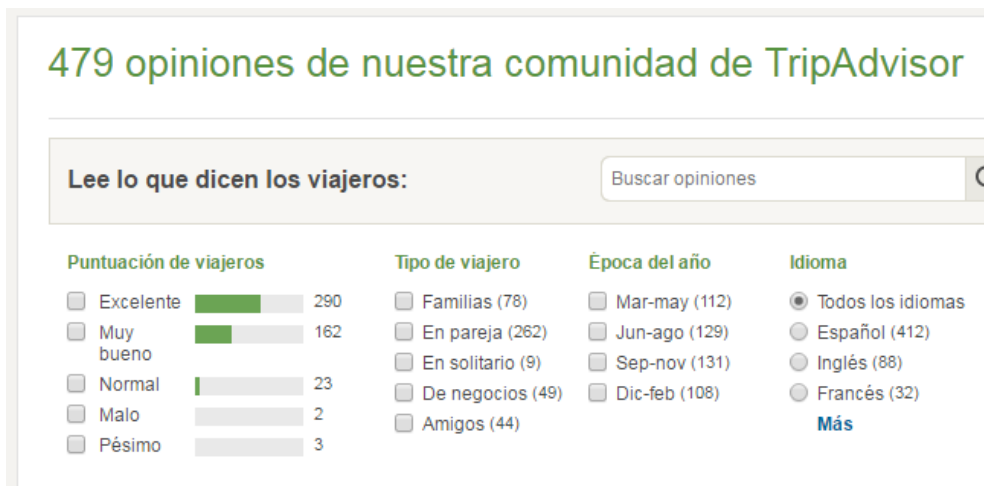 479 opiniones de nuestra comunidad de TripAdvisor
Lee lo que dicen los viajeros:
Buscar opiniones
Puntuación de viajeros
Excelente 290
Muy
bueno 162
Normal 23
Malo 2
Pésimo 3
Tipo de viajero
Familias (78)
En pareja (262)
En solitario (9)
De negocios (49)
Amigos (44)
Época del año
Mar-may (112)
Jun-ago (129)
Sep-nov (131)
Dic-feb (108)
Idioma
Todos los idiomas
Español (412)
Inglés (88)
Francés (32)
Más